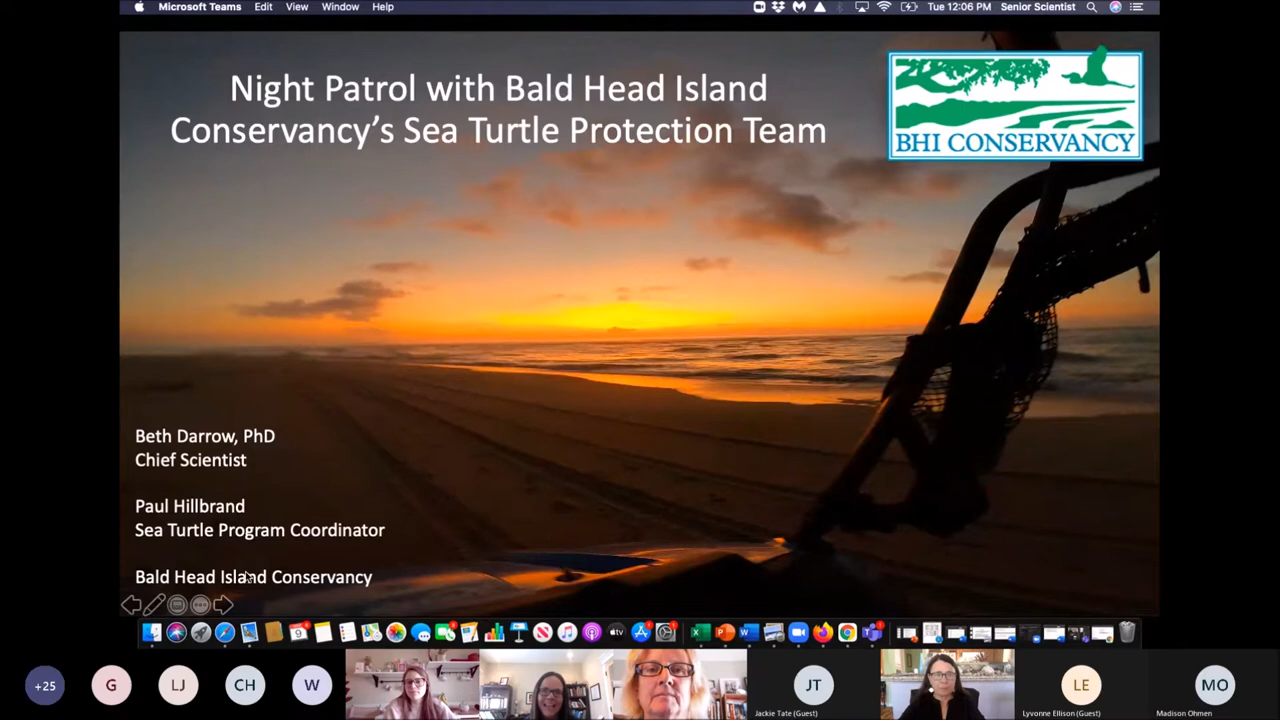 Microsoft Teams Edit View Window Help Tue 12:06 PM Senior Scientist
Night Patrol with Bald Head Island
Conservancy's Sea Turtle Protection Team
BHI CONSERVANCY
Beth Darrow, PhD
Chief Scientist
Paul Hillbrand
Sea Turtle Program Coordinator
Bald Head Island Conservancy
9
tv
+25
G
LJ
CH
W
JT
Jackie Tate (Guest)
LE
Lyvonne Ellison (Guest)
MO
Madison Ohmen